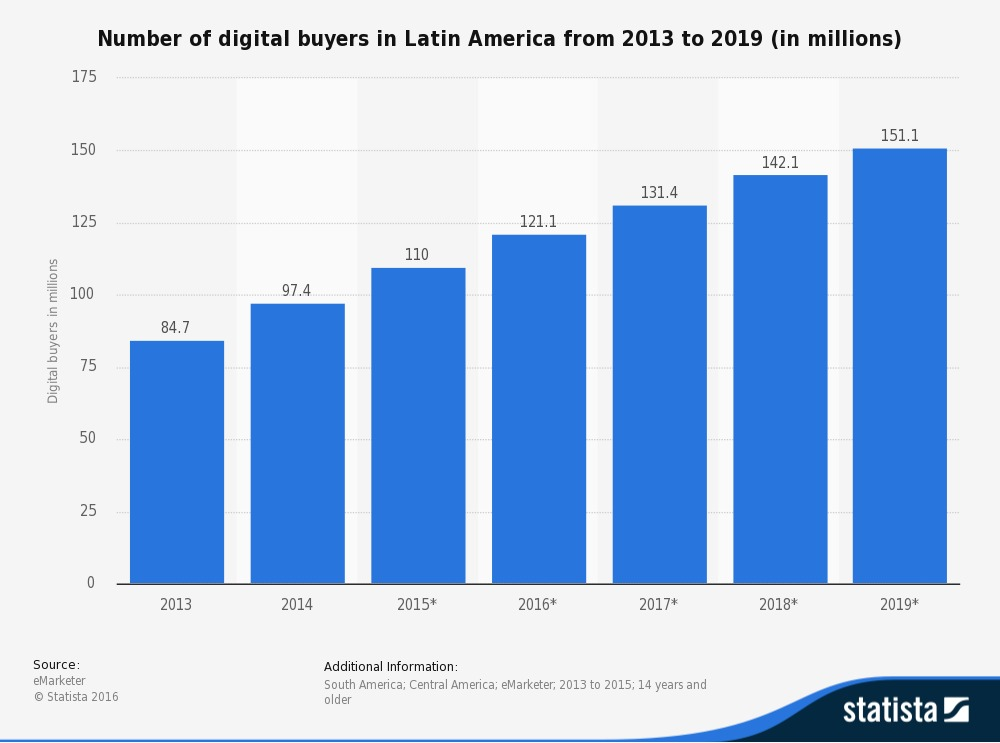 Number of digital buyers in Latin America from 2013 to 2019 (in millions)
Digital buyers in millions
175
150
125
100
75
50
25
0
84.7
97.4
110
121.1
131.4
142.1
151.1
2013
2014
2015*
2016*
2017*
2018*
2019*
Source:
eMarketer
© Statista 2016
Additional Information:
South America; Central America; eMarketer; 2013 to 2015; 14 years and
older
statista